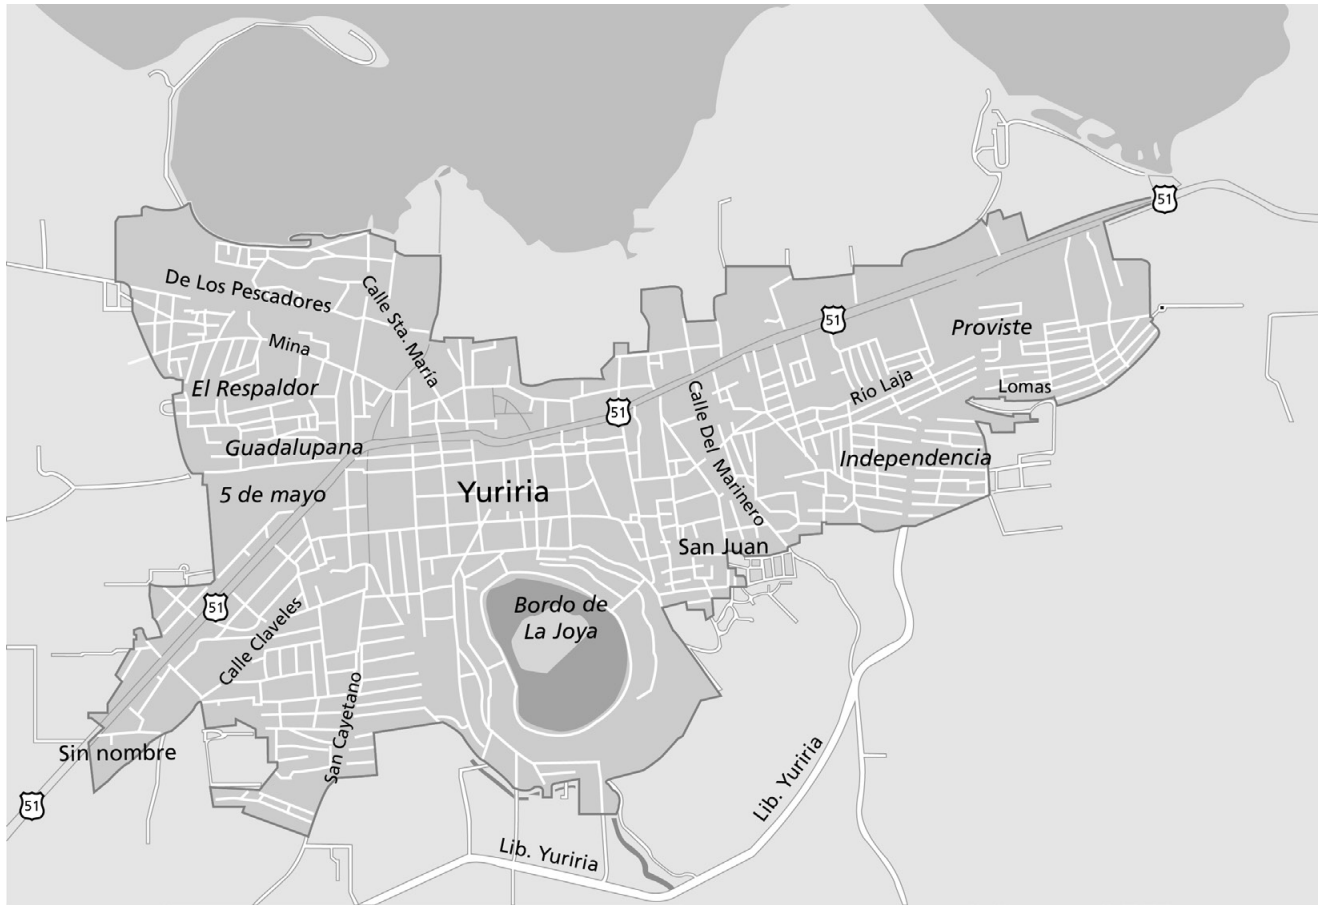 51
De Los Pescadores
Calle Sta. María
Mina
51
Proviste
El Respaldor
Río Laja
Lomas
51
Calle Del Marinero
Guadalupana
Independencia
5 de mayo
Yuriria
San Juan
51
Bordo de
La Joya
Calle Claveles
San Cayetano
Sin nombre
51
Lib. Yuriria
Lib. Yuriria